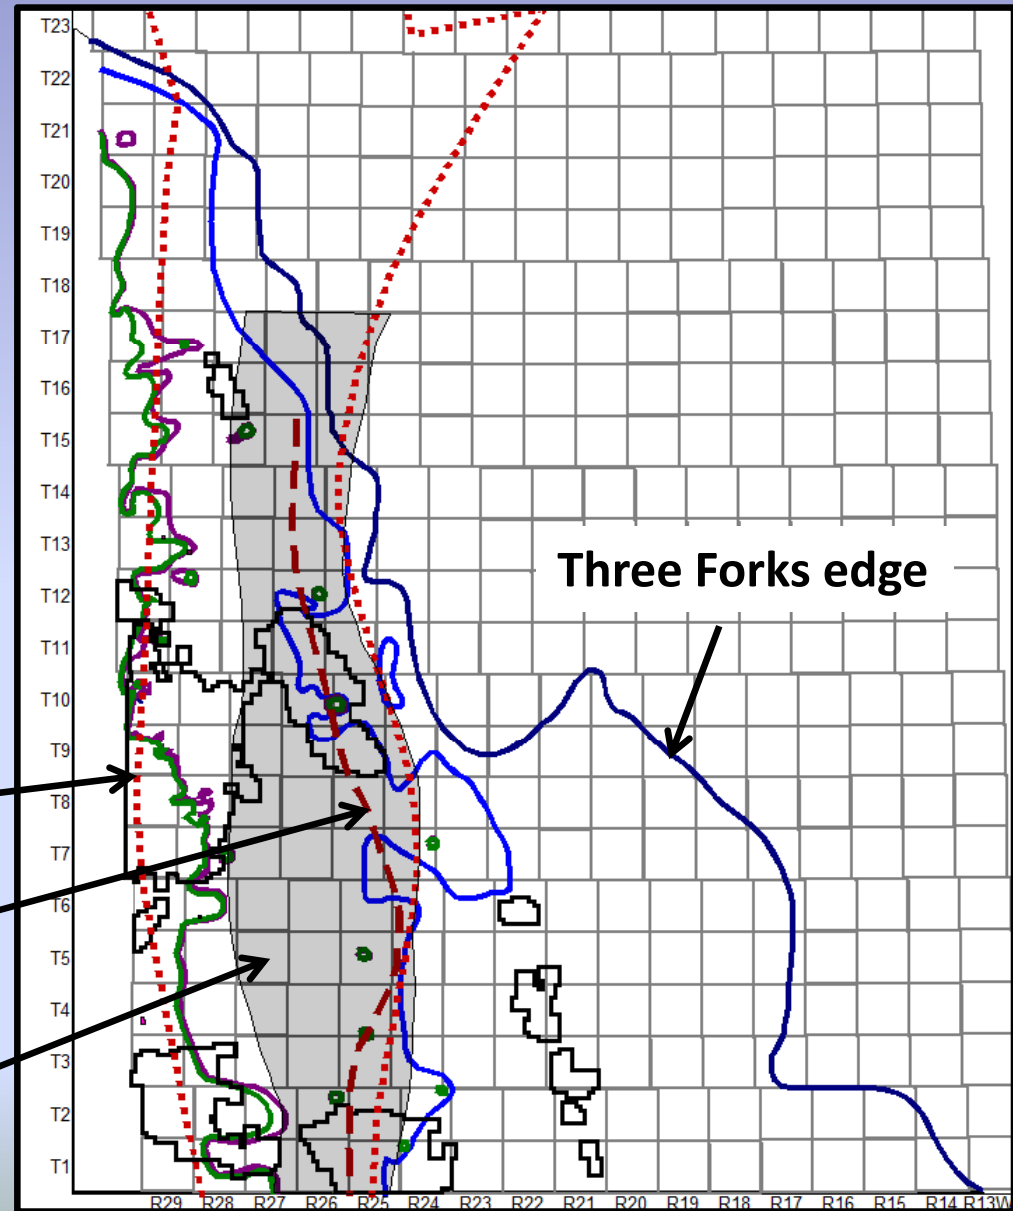 T23
T22
T21
T20
T19
T18
T17
T16
T15
T14
T13
Three Forks edge
T12
T11
T10
T9
T8
T7
T6
T5
T4
T3
T2
T1
R29 R28 R27 R26 R25 R24 R23 R22 R21 R20 R19 R18 R17 R16 R15 R14 R13W